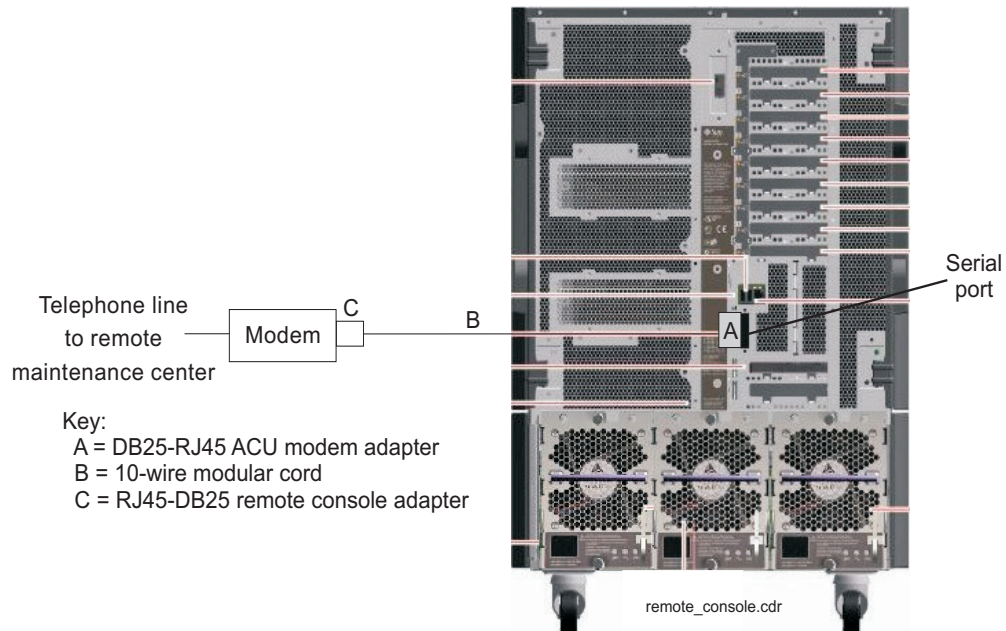 Serial
port
Telephone line
to remote
maintenance center
Modem
C
B
A
Key:
A = DB25-RJ45 ACU modem adapter
B = 10-wire modular cord
C = RJ45-DB25 remote console adapter
remote_console.cdr
Sun